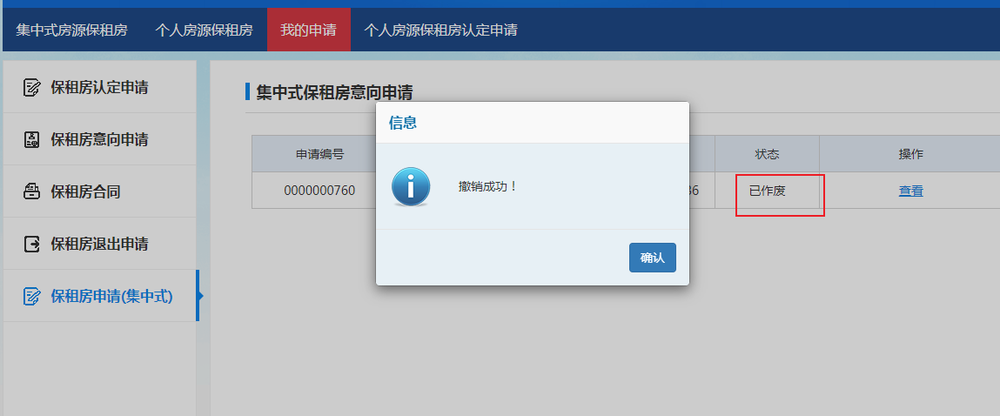 集中式房源保租房 个人房源保租房 我的申请 个人房源保租房认定申请
保租房认定申请
保租房意向申请
保租房合同
保租房退出申请
保租房申请(集中式)
集中式保租房意向申请
申请编号 状态 操作
0000000760 36 已作废 查看
信息
撤销成功！
确认